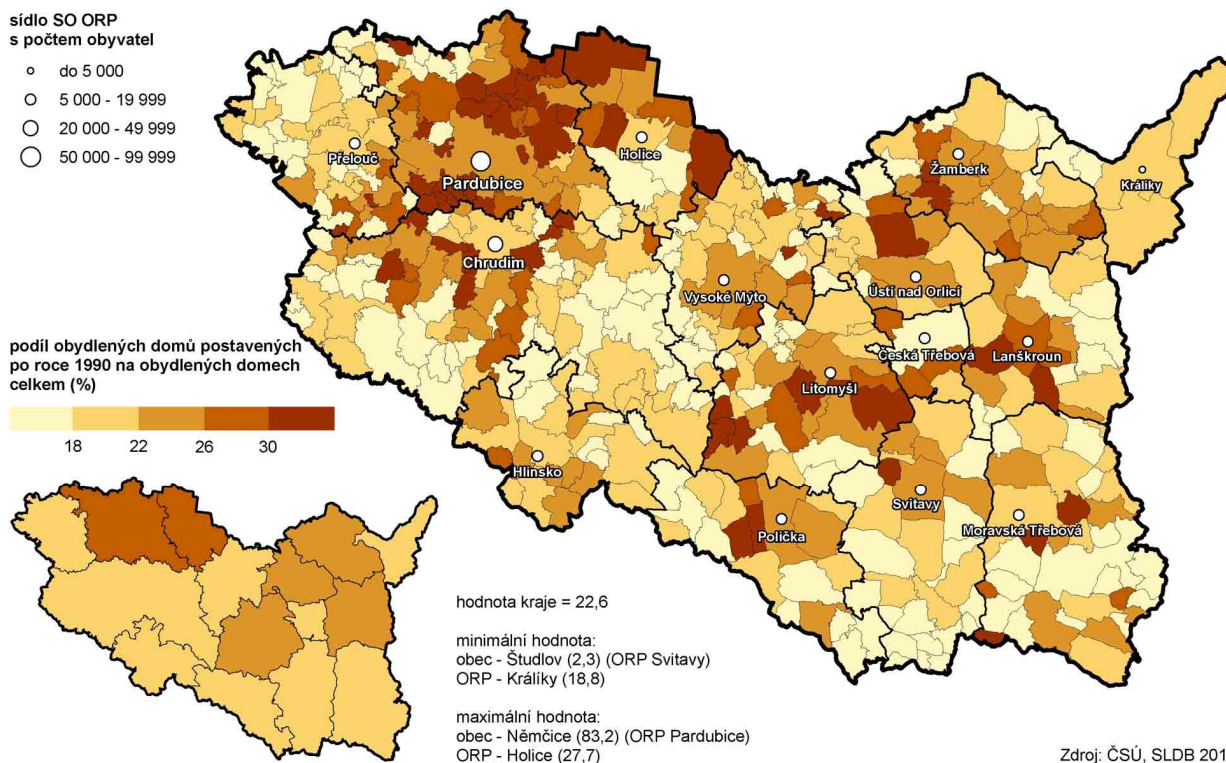 sídlo SO ORP
s počtem obyvatel
do 5 000
5 000 - 19 999
20 000 - 49 999
50 000 - 99 999
Přelouč
Pardubice
Holice
Žamberk
Králíky
Chrudim
Vysoké Mýto
Ústí nad Orlicí
Česká Třebová
Lanškroun
Litomyšl
Hlinsko
Svitavy
Polička
Moravská Třebová
podíl obydlených domů postavených
po roce 1990 na obydlených domech
celkem (%)
18 22 26 30
hodnota kraje = 22,6
minimální hodnota:
obec - Študlov (2,3) (ORP Svitavy)
ORP - Králíky (18,8)
maximální hodnota:
obec - Němčice (83,2) (ORP Pardubice)
ORP - Holice (27,7)
Zdroj: ČSÚ, SLDB 201